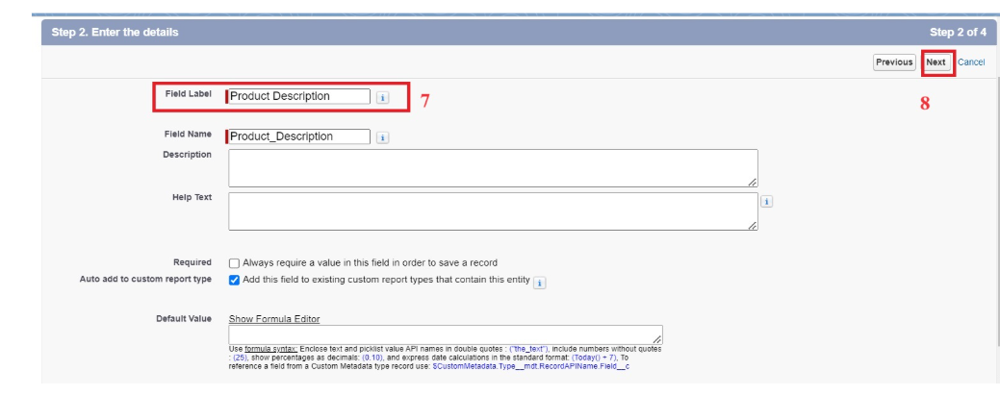 Step 2. Enter the details Step 2 of 4
Previous Next Cancel
Field Label Product Description i 7
8
Field Name Product_Description i
Description
Help Text i
Required Always require a value in this field in order to save a record
Auto add to custom report type Add this field to existing custom report types that contain this entity i
Default Value Show Formula Editor
Use formula syntax: Enclose text and picklist value API names in double quotes : ("the_text"), include numbers without quotes
: (25), show percentages as decimals: (0.10), and express date calculations in the standard format: (Today() + 7), To
reference a field from a Custom Metadata type record use: $CustomMetadata.Type__mdt.RecordAPIName.Field__c